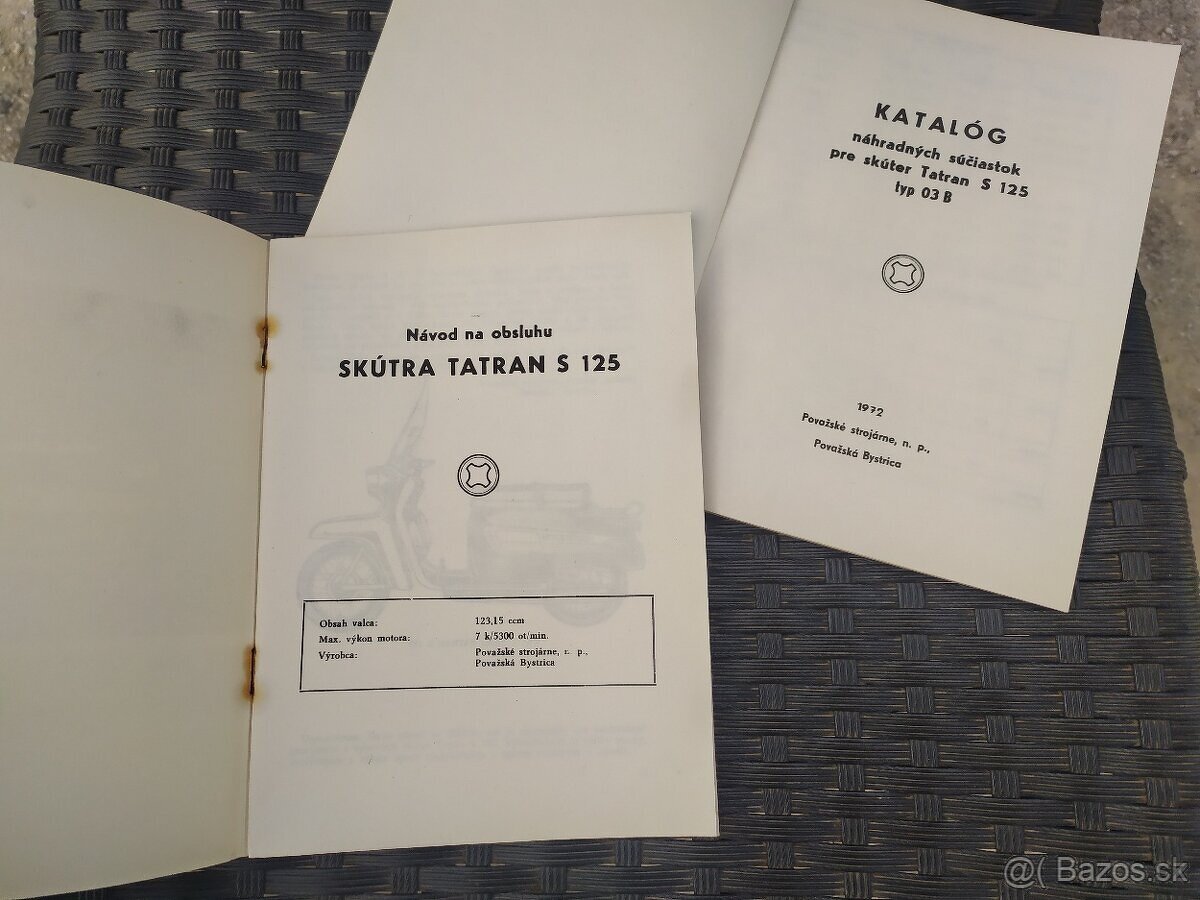 KATALÓG
náhradných súčiastok
pre skúter Tatran S 125
typ 03 B
1972
Považské strojárne, n. p.,
Považská Bystrica
Návod na obsluhu
SKÚTRA TATRAN S 125
Obsah valca: 123,15 ccm
Max. výkon motora: 7 k/5300 ot/min.
Výrobca: Považské strojárne, n. p.,
Považská Bystrica
@( Bazos.sk